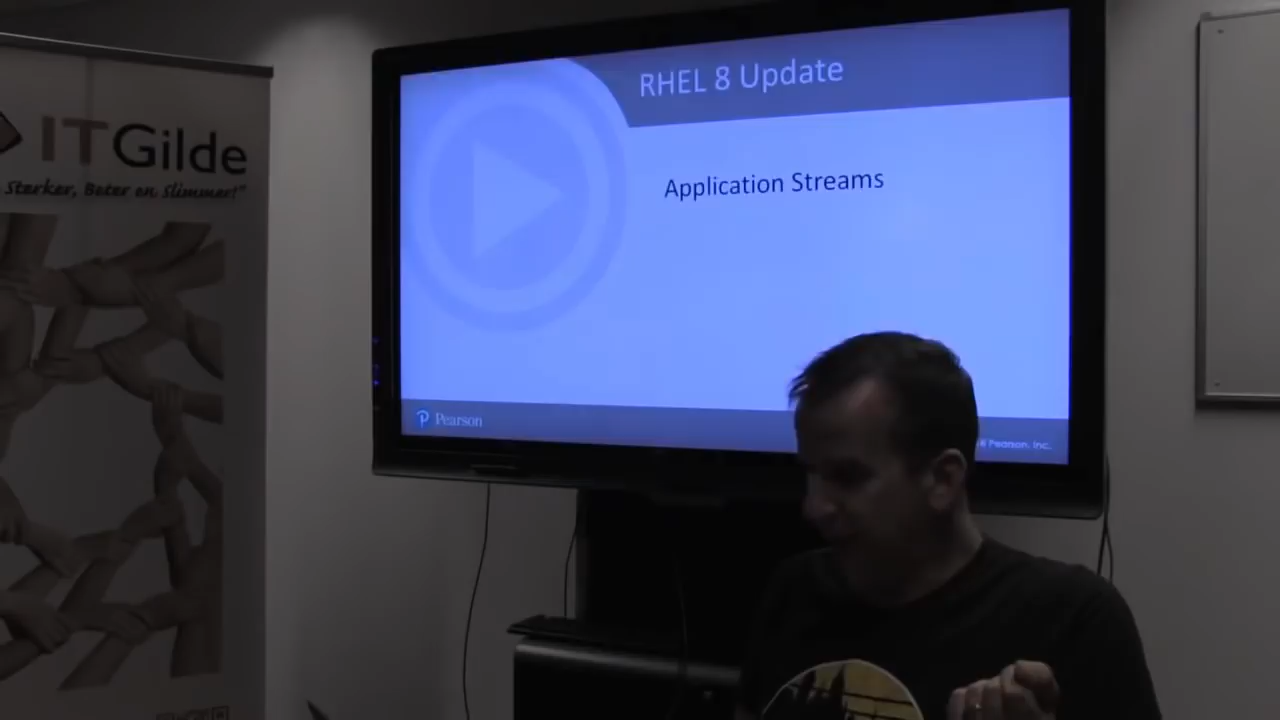 ITGilde
Sterker, Beter en Slimmer!"
RHEL 8 Update
Application Streams
Pearson
Pearson, Inc.